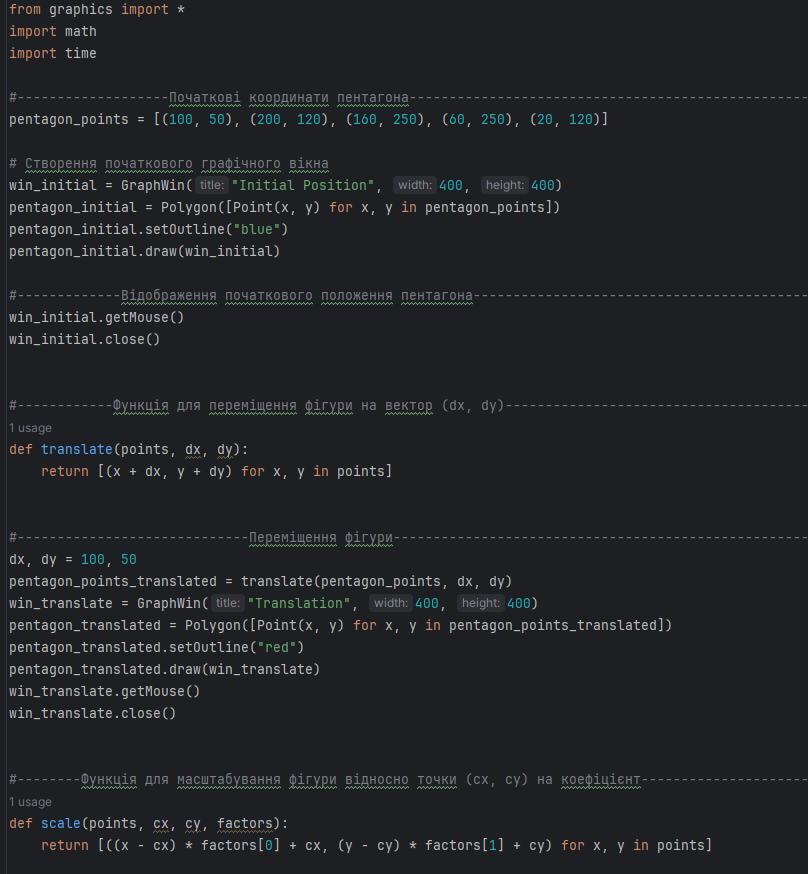 from graphics import *
import math
import time
#-------------------Початкові координати пентагона--------------------------------------------------
pentagon_points = [(100, 50), (200, 120), (160, 250), (60, 250), (20, 120)]
# Створення початкового графічного вікна
win_initial = GraphWin( title: "Initial Position", width: 400, height: 400)
pentagon_initial = Polygon([Point(x, y) for x, y in pentagon_points])
pentagon_initial.setOutline("blue")
pentagon_initial.draw(win_initial)
#-------------Відображення початкового положення пентагона------------------------------------------
win_initial.getMouse()
win_initial.close()
#------------Функція для переміщення фігури на вектор (dx, dy)--------------------------------------
1 usage
def translate(points, dx, dy):
return [(x + dx, y + dy) for x, y in points]
#-----------------------------Переміщення фігури----------------------------------------------------
dx, dy = 100, 50
pentagon_points_translated = translate(pentagon_points, dx, dy)
win_translate = GraphWin( title: "Translation", width: 400, height: 400)
pentagon_translated = Polygon([Point(x, y) for x, y in pentagon_points_translated])
pentagon_translated.setOutline("red")
pentagon_translated.draw(win_translate)
win_translate.getMouse()
win_translate.close()
#--------Функція для масштабування фігури відносно точки (cx, cy) на коефіцієнт---------------------
1 usage
def scale(points, cx, cy, factors):
return [((x - cx) * factors[0] + cx, (y - cy) * factors[1] + cy) for x, y in points]